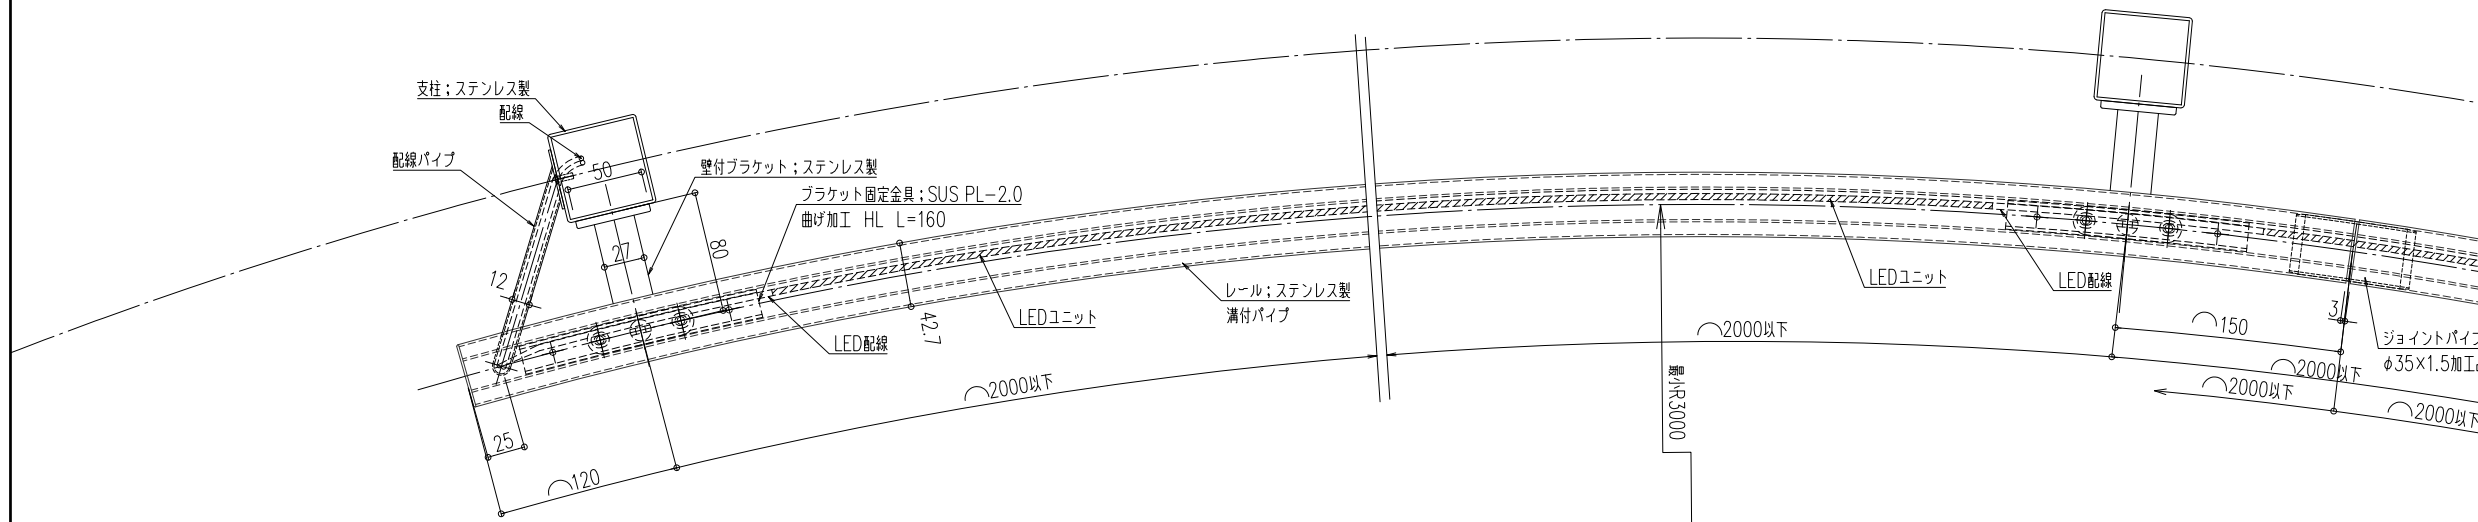 支柱；ステンレス製
配線
配線パイプ
50
壁付ブラケット；ステンレス製
ブラケット固定金具；SUS PL-2.0
曲げ加工 HL L=160
27
80
12
LEDユニット
LED配線
42.7
レール；ステンレス製
溝付パイプ
LEDユニット
LED配線
⌒2000以下
最小R3000
⌒150
3
ジョイントパイプ
φ35×1.5加工
⌒2000以下
⌒2000以下
⌒2000以下
⌒2000以下
25
⌒120